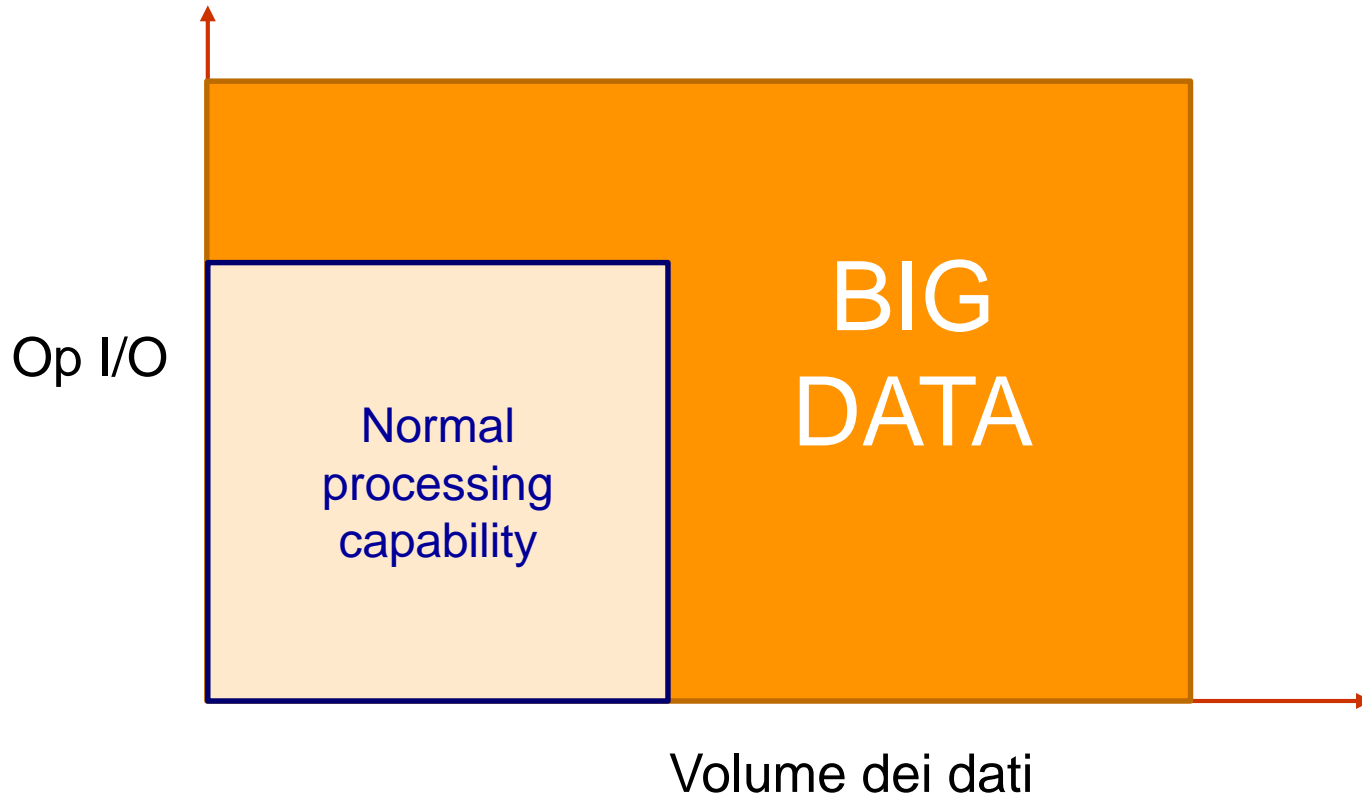 BIG
DATA
Op I/O
Normal
processing
capability
Volume dei dati